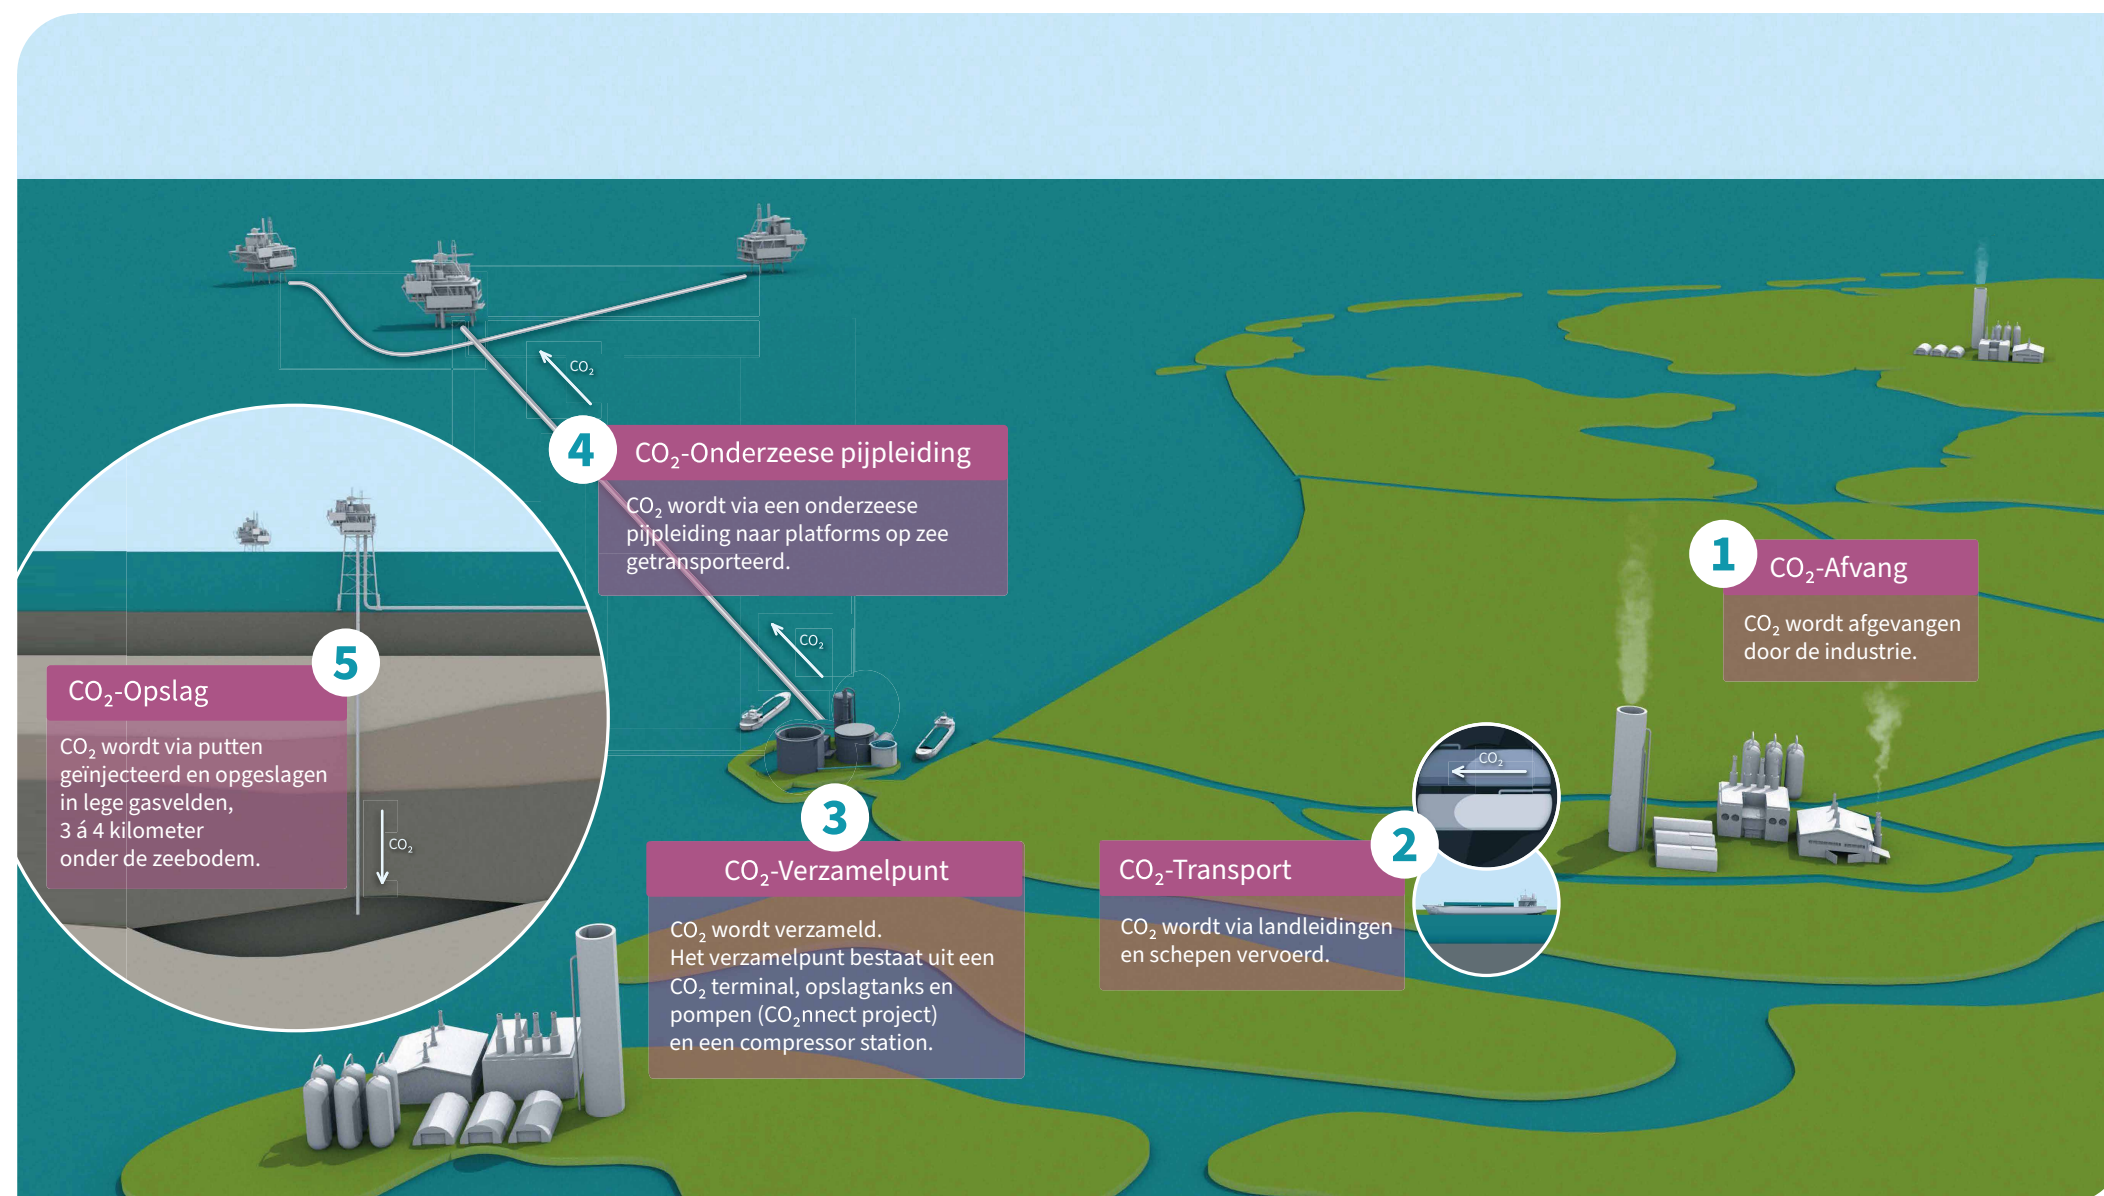 1
CO₂-Afvang
CO₂ wordt afgevangen
door de industrie.
2
CO₂-Transport
CO₂ wordt via landleidingen
en schepen vervoerd.
CO₂
3
CO₂-Verzamelpunt
CO₂ wordt verzameld.
Het verzamelpunt bestaat uit een
CO₂ terminal, opslagtanks en
pompen (CO₂nnect project)
en een compressor station.
CO₂
4
CO₂-Onderzeese pijpleiding
CO₂ wordt via een onderzeese
pijpleiding naar platforms op zee
getransporteerd.
CO₂
5
CO₂-Opslag
CO₂ wordt via putten
geïnjecteerd en opgeslagen
in lege gasvelden,
3 á 4 kilometer
onder de zeebodem.
CO₂